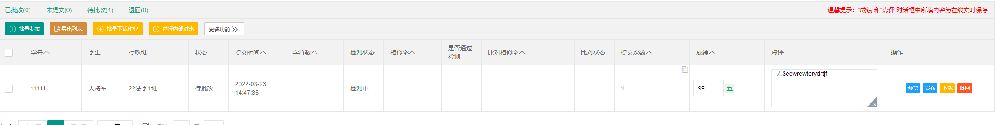 已批改(0) 未提交(0) 待批改(1) 退回(0) 温馨提示：“成绩”和“点评”对话框中所填内容为在线实时保存
批量发布 导出列表 批量下载作业 进行内部对比 更多功能
学号 学生 行政班 状态 提交时间 字符数 检测状态 相似率 是否通过 比对相似率 比对状态 提交次数 成绩 点评 操作
检测
11111 大将军 22法学1班 待批改 2022-03-23 检测中 1 99 五 无3eewrewterydrtjf 预览 发布 下载 退回
14:47:36